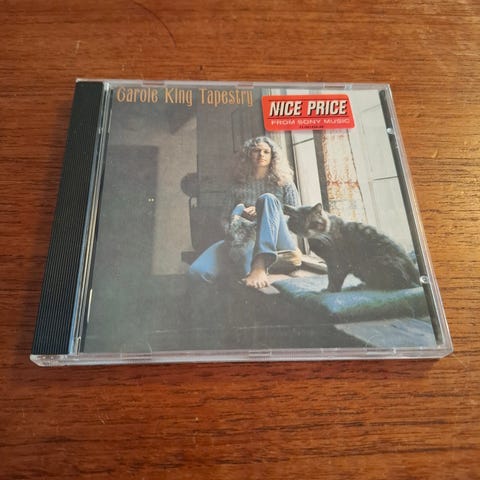 Carole King Tapestry
NICE PRICE
FROM SONY MUSIC